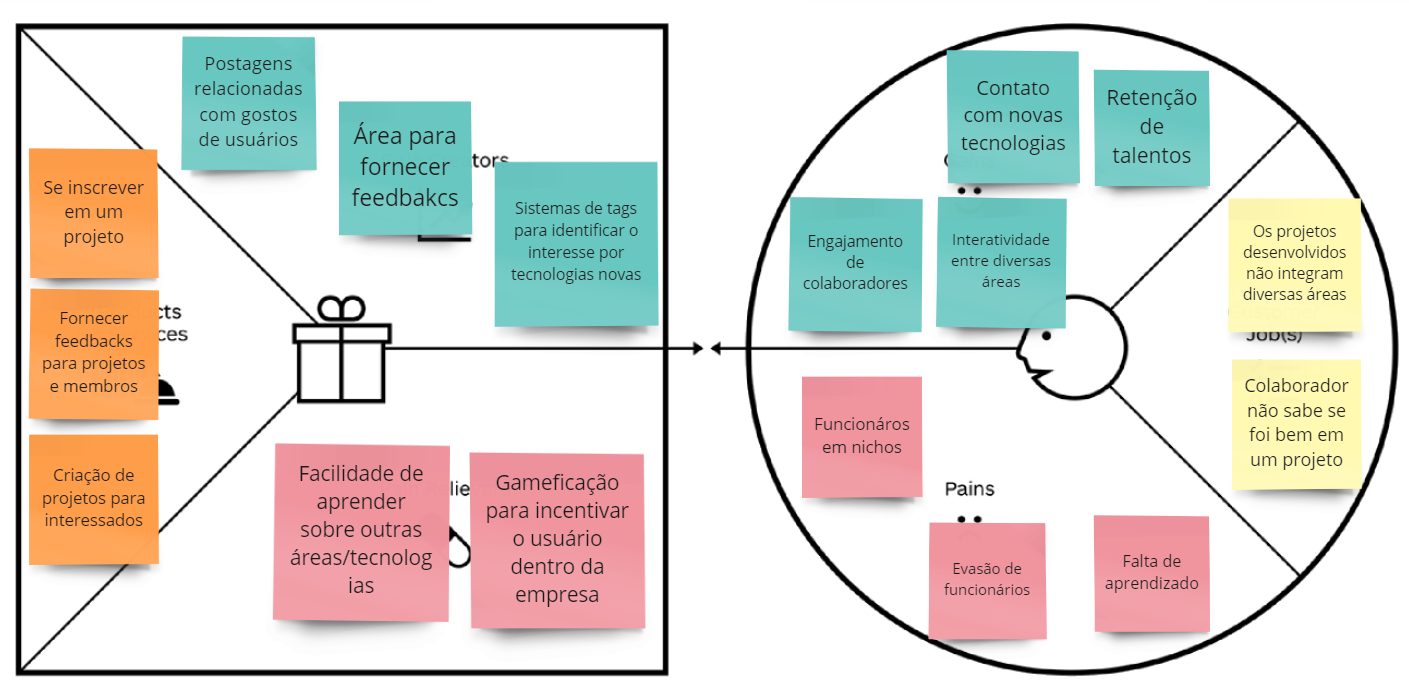 Postagens
relacionadas
com gostos
de usuários
Área para
fornecer
feedbakcs
tors
Sistemas de tags
para identificar o
interesse por
tecnologias novas
Se inscrever
em um
projeto
Fornecer
feedbacks
para projetos
e membros
cts
ces
Criação de
projetos para
interessados
Facilidade de
aprender
sobre outras
áreas/tecnolog
ias
lie
Gameficação
para incentivar
o usuário
dentro da
empresa
Contato
com novas
tecnologias
Retenção
de
talentos
Engajamento
de
colaboradores
Interatividade
entre diversas
áreas
Os projetos
desenvolvidos
não integram
diversas áreas
Job(s)
Colaborador
não sabe se
foi bem em
um projeto
Funcionáros
em nichos
Pains
Evasão de
funcionários
Falta de
aprendizado